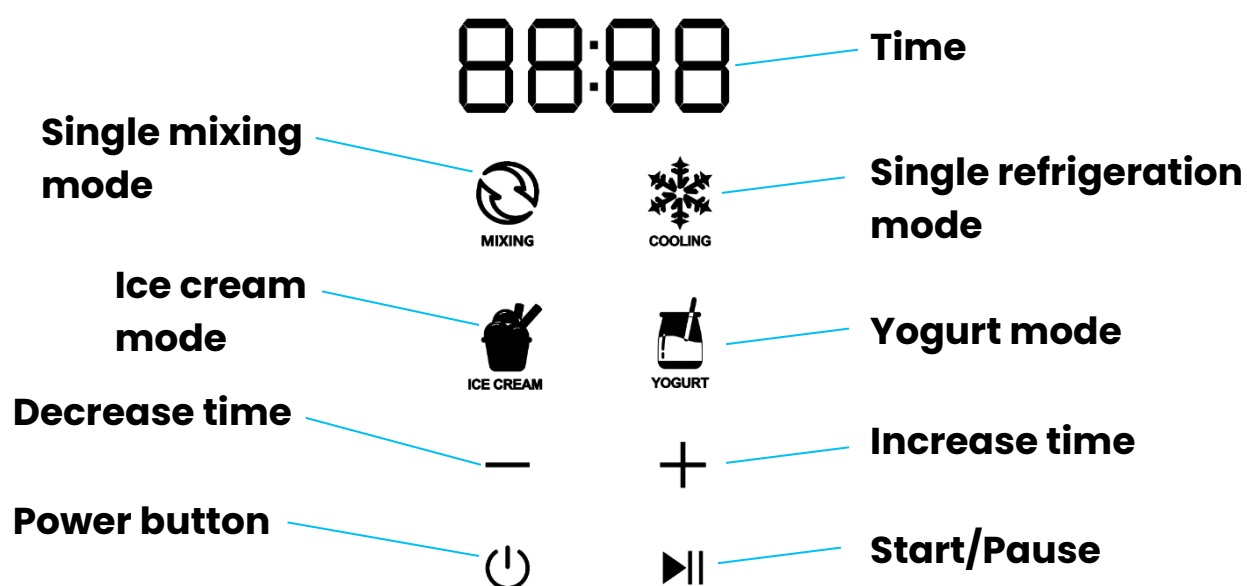 88:88
Time
Single mixing
mode
MIXING
COOLING
Single refrigeration
mode
Ice cream
mode
ICE CREAM
YOGURT
Yogurt mode
Decrease time
Increase time
Power button
Start/Pause